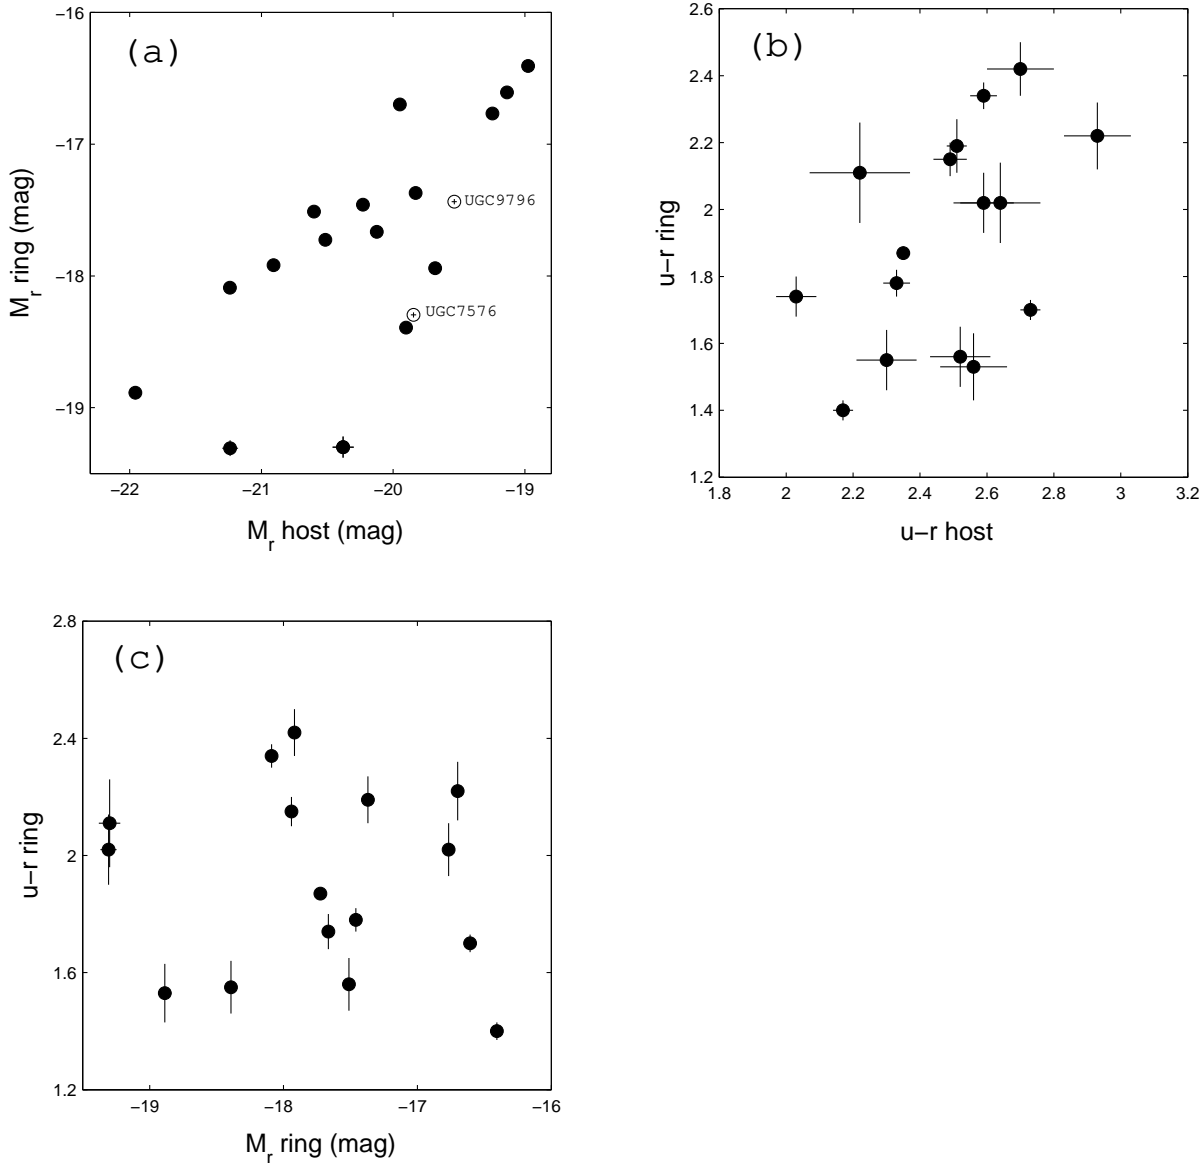 (a)
−16
−17
−18
−19
M_r ring (mag)
UGC9796
UGC7576
−22 −21 −20 −19
M_r host (mag)
(b)
2.6
2.4
2.2
2
1.8
1.6
1.4
1.2
u−r ring
1.8 2 2.2 2.4 2.6 2.8 3 3.2
u−r host
(c)
2.8
2.4
2
1.6
1.2
u−r ring
−19 −18 −17 −16
M_r ring (mag)